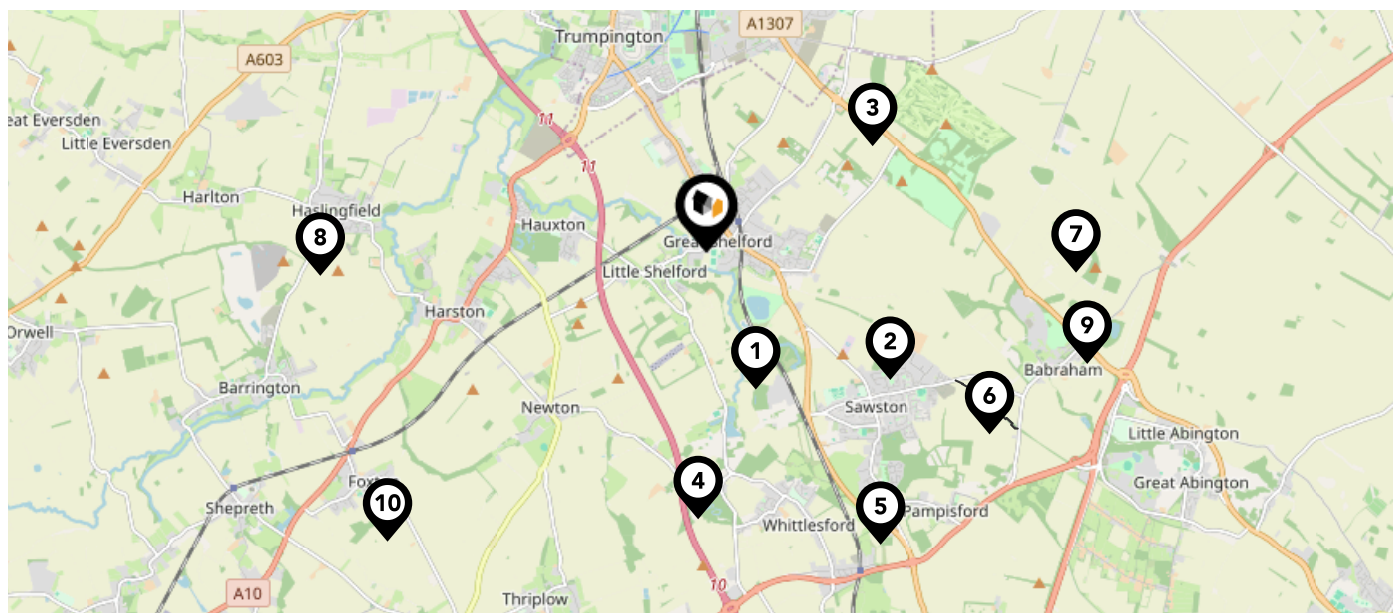 Trumpington
A1307
A603
3
eat Eversden
11
Little Eversden
11
Harlton
Haslingfield
Hauxton
8
7
Great Shelford
Little Shelford
Harston
9
Orwell
1
2
Babraham
Barrington
6
Newton
Sawston
Little Abington
4
Foxt
Great Abington
10
Shepreth
5
Pampisford
Whittlesford
10
A10
Thriplow